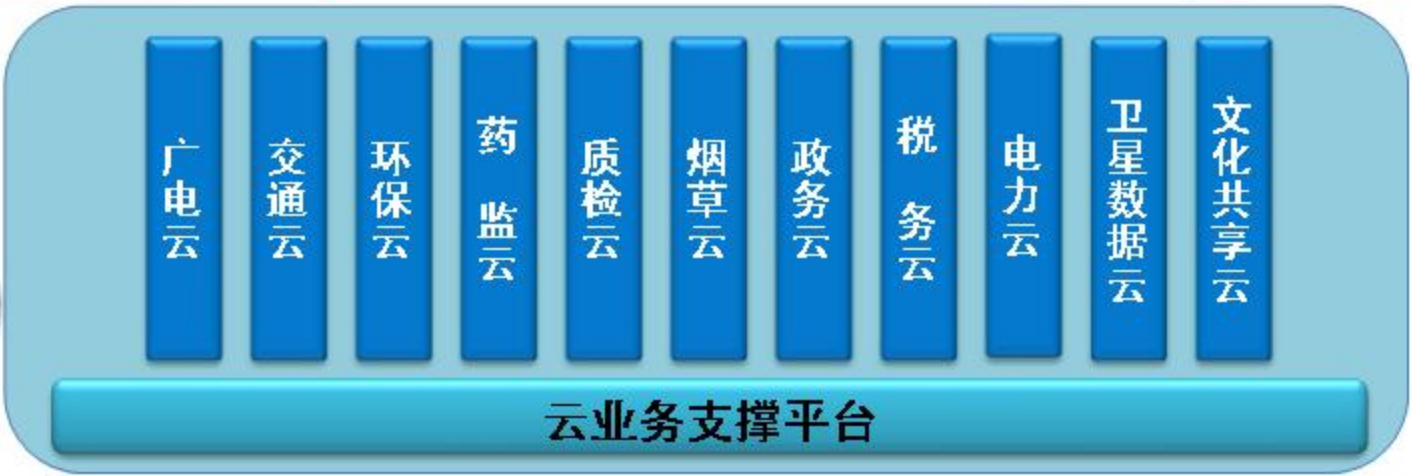 广电云
交通云
环保云
药监云
质检云
烟草云
政务云
税务云
电力云
卫星数据云
文化共享云
云业务支撑平台